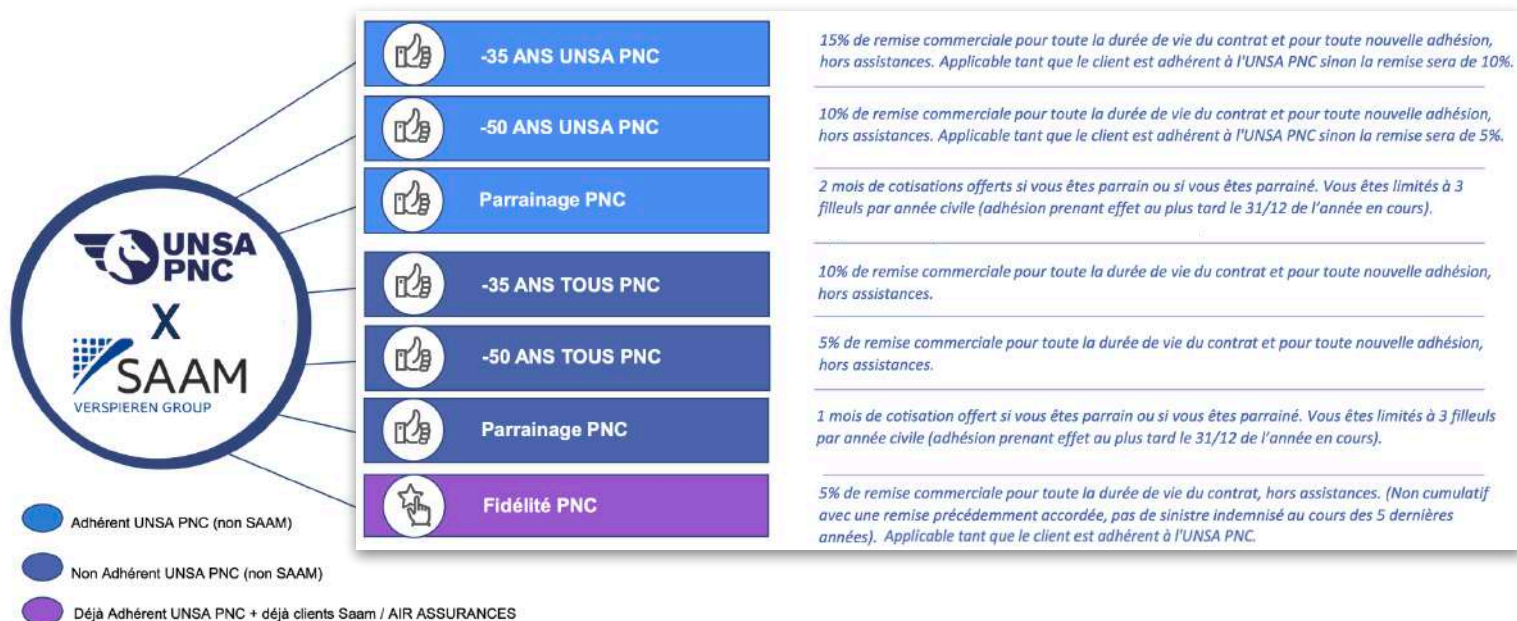 -35 ANS UNSA PNC
15% de remise commerciale pour toute la durée de vie du contrat et pour toute nouvelle adhésion,
hors assistances. Applicable tant que le client est adhérent à l'UNSA PNC sinon la remise sera de 10%.
-50 ANS UNSA PNC
10% de remise commerciale pour toute la durée de vie du contrat et pour toute nouvelle adhésion,
hors assistances. Applicable tant que le client est adhérent à l'UNSA PNC sinon la remise sera de 5%.
Parrainage PNC
2 mois de cotisations offerts si vous êtes parrain ou si vous êtes parrainé. Vous êtes limités à 3
filleuls par année civile (adhésion prenant effet au plus tard le 31/12 de l'année en cours).
-35 ANS TOUS PNC
10% de remise commerciale pour toute la durée de vie du contrat et pour toute nouvelle adhésion,
hors assistances.
-50 ANS TOUS PNC
5% de remise commerciale pour toute la durée de vie du contrat et pour toute nouvelle adhésion,
hors assistances.
Parrainage PNC
1 mois de cotisation offert si vous êtes parrain ou si vous êtes parrainé. Vous êtes limités à 3 filleuls
par année civile (adhésion prenant effet au plus tard le 31/12 de l'année en cours).
Fidélité PNC
5% de remise commerciale pour toute la durée de vie du contrat, hors assistances. (Non cumulatif
avec une remise précédemment accordée, pas de sinistre indemnisé au cours des 5 dernières
années). Applicable tant que le client est adhérent à l'UNSA PNC.
UNSA
PNC
X
SAAM
VERSPIEREN GROUP
Adhérent UNSA PNC (non SAAM)
Non Adhérent UNSA PNC (non SAAM)
Déjà Adhérent UNSA PNC + déjà clients Saam / AIR ASSURANCES